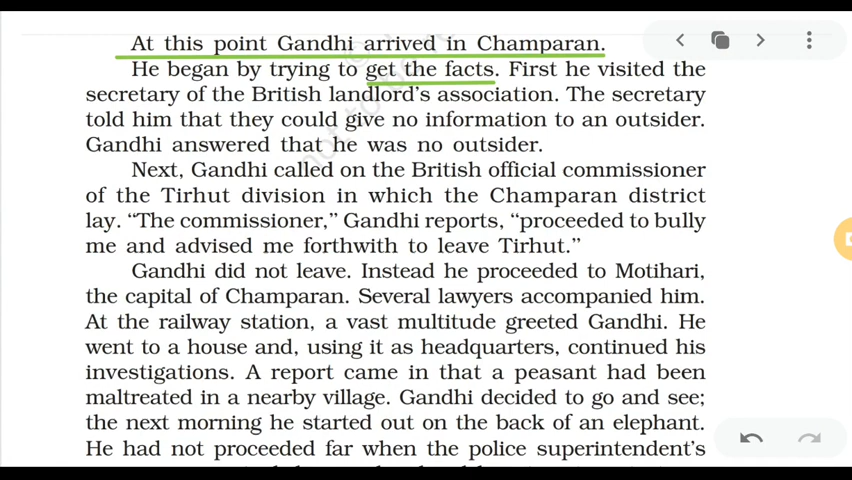 At this point Gandhi arrived in Champaran.
He began by trying to get the facts. First he visited the
secretary of the British landlord's association. The secretary
told him that they could give no information to an outsider.
Gandhi answered that he was no outsider.
Next, Gandhi called on the British official commissioner
of the Tirhut division in which the Champaran district
lay. “The commissioner,” Gandhi reports, “proceeded to bully
me and advised me forthwith to leave Tirhut.”
Gandhi did not leave. Instead he proceeded to Motihari,
the capital of Champaran. Several lawyers accompanied him.
At the railway station, a vast multitude greeted Gandhi. He
went to a house and, using it as headquarters, continued his
investigations. A report came in that a peasant had been
maltreated in a nearby village. Gandhi decided to go and see;
the next morning he started out on the back of an elephant.
He had not proceeded far when the police superintendent's
not to